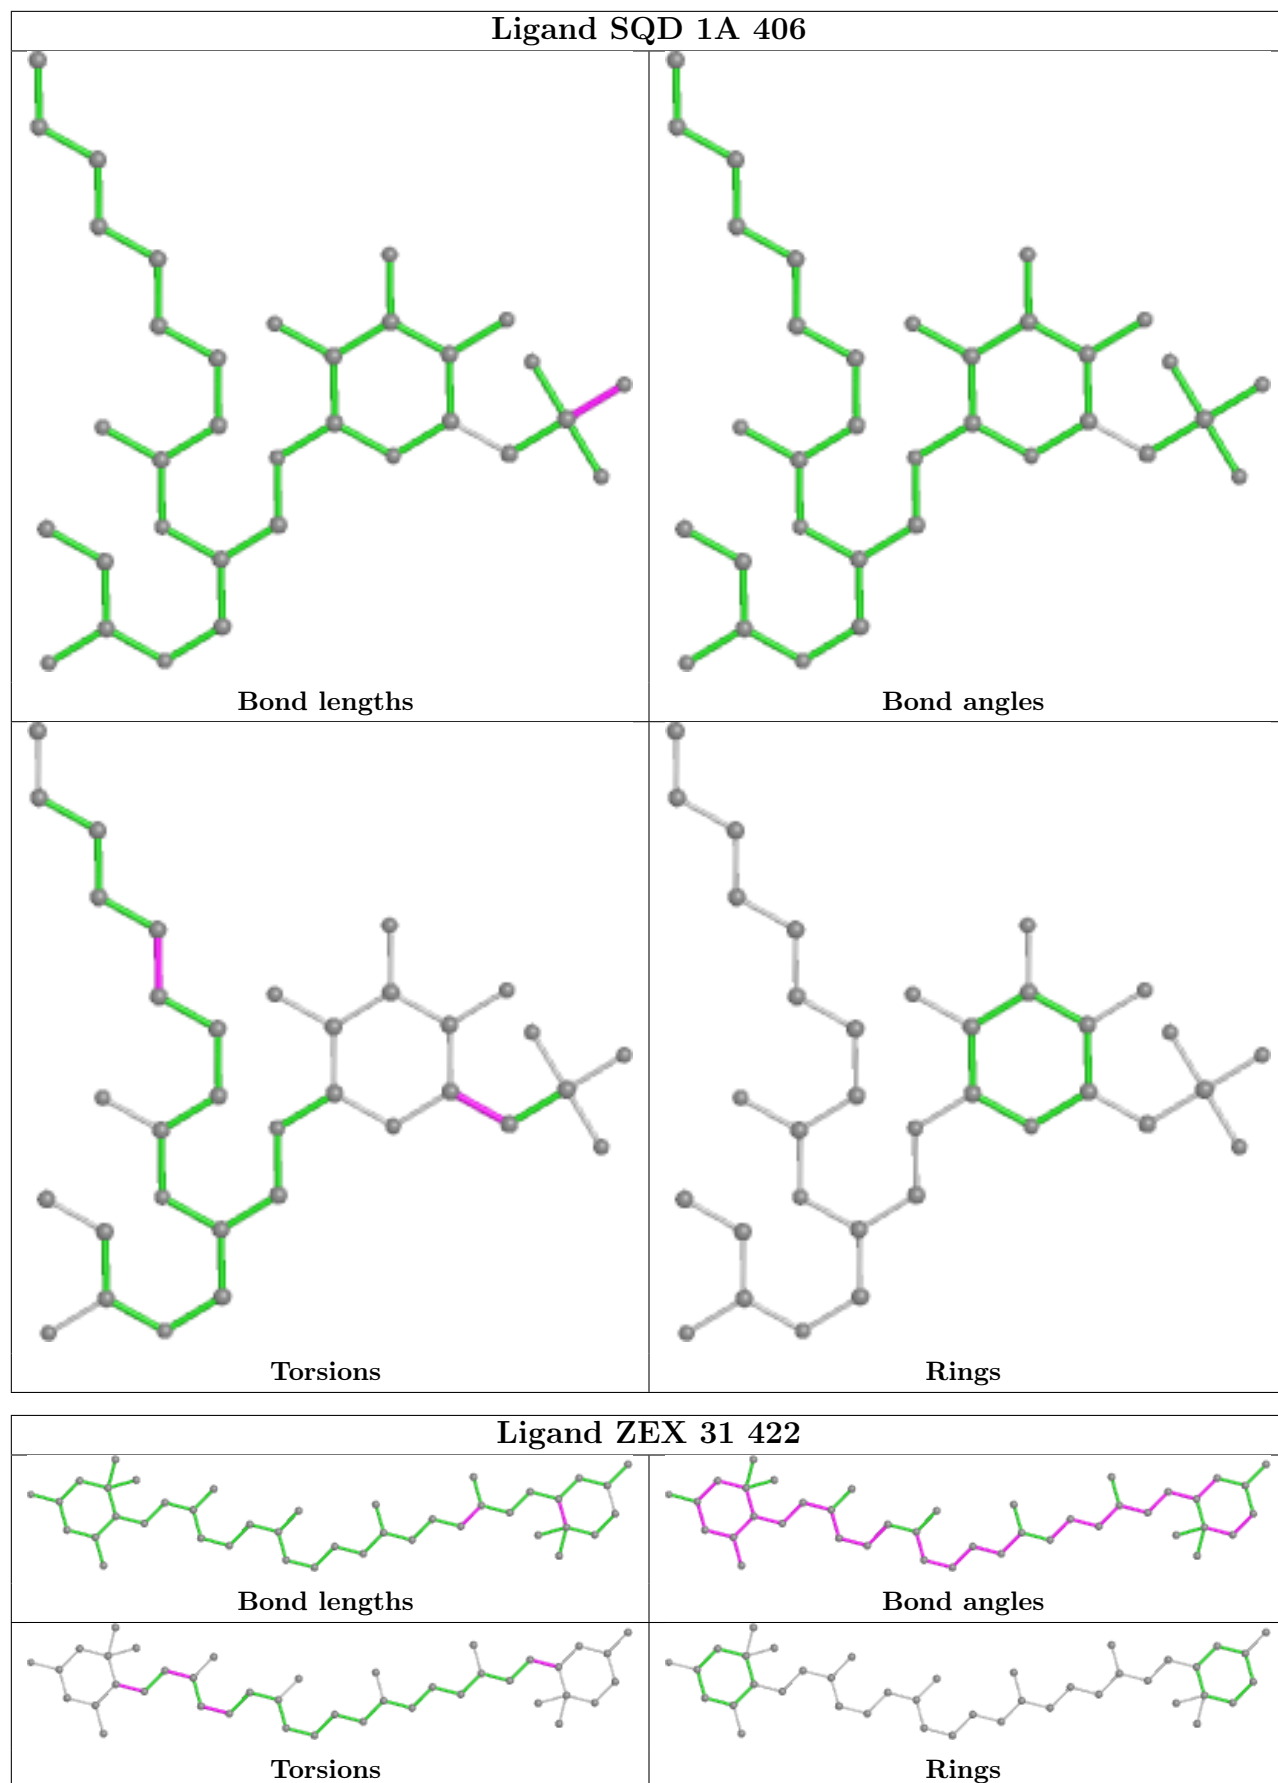 Ligand SQD 1A 406
Bond lengths
Bond angles
Torsions
Rings
Ligand ZEX 31 422
Bond lengths
Bond angles
Torsions
Rings